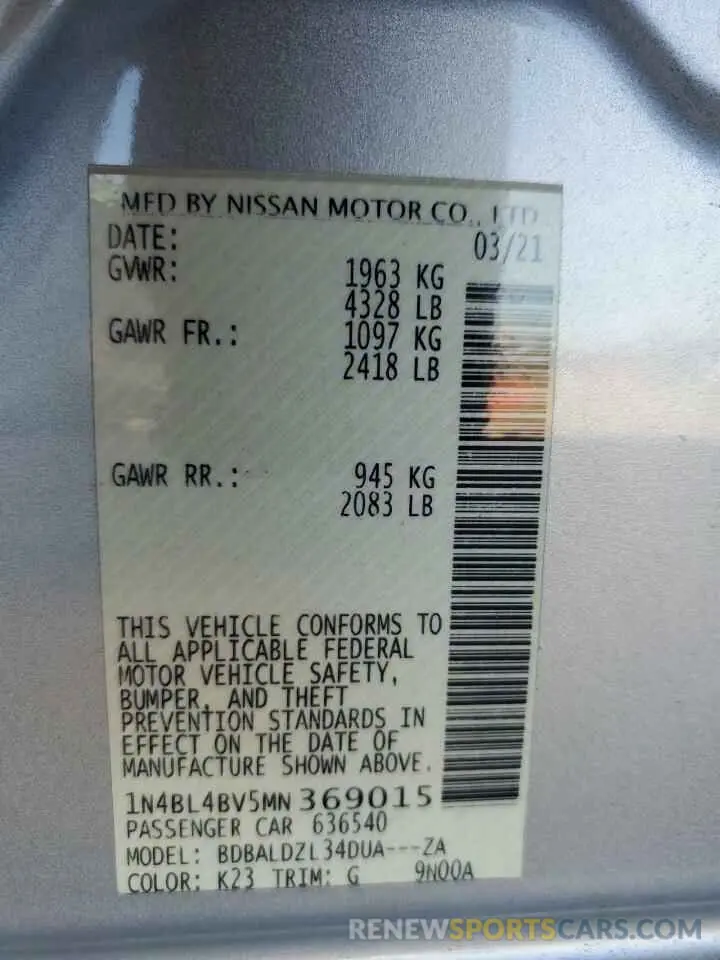 MFD BY NISSAN MOTOR CO., LTD
DATE: 03/21
GVWR: 1963 KG
4328 LB
GAWR FR.: 1097 KG
2418 LB
GAWR RR.: 945 KG
2083 LB
THIS VEHICLE CONFORMS TO
ALL APPLICABLE FEDERAL
MOTOR VEHICLE SAFETY,
BUMPER, AND THEFT
PREVENTION STANDARDS IN
EFFECT ON THE DATE OF
MANUFACTURE SHOWN ABOVE.
1N4BL4BV5MN369015
PASSENGER CAR 636540
MODEL: BDBALDZL34DUA---ZA
COLOR: K23 TRIM: G 9N00A
RENEWSPORTSCARS.COM